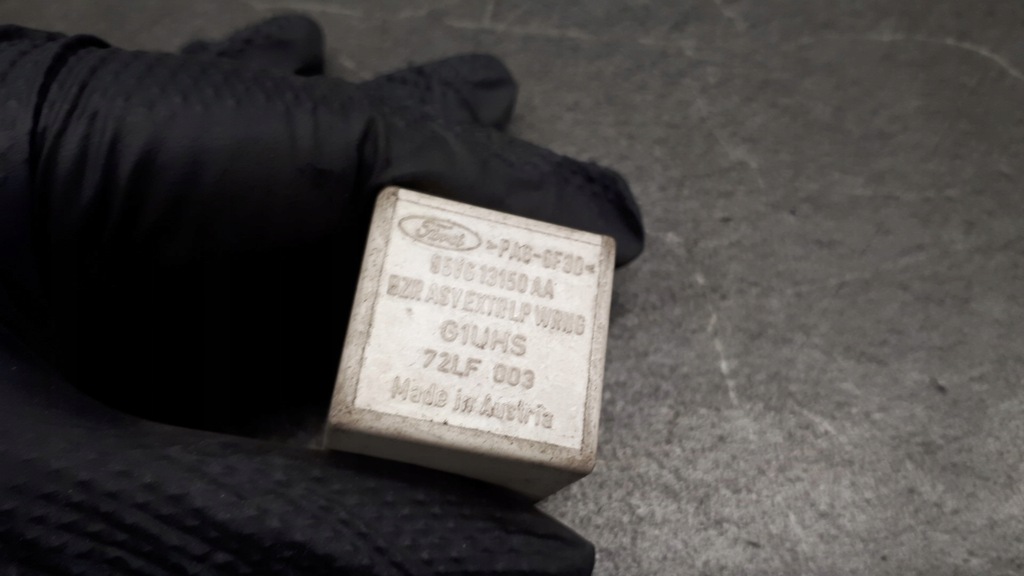 Ford >PA6-GF30<
95VG 13150 AA
BZR ASY EXTR LP WRNG
G1UHS
72LF 003
Made in Austria